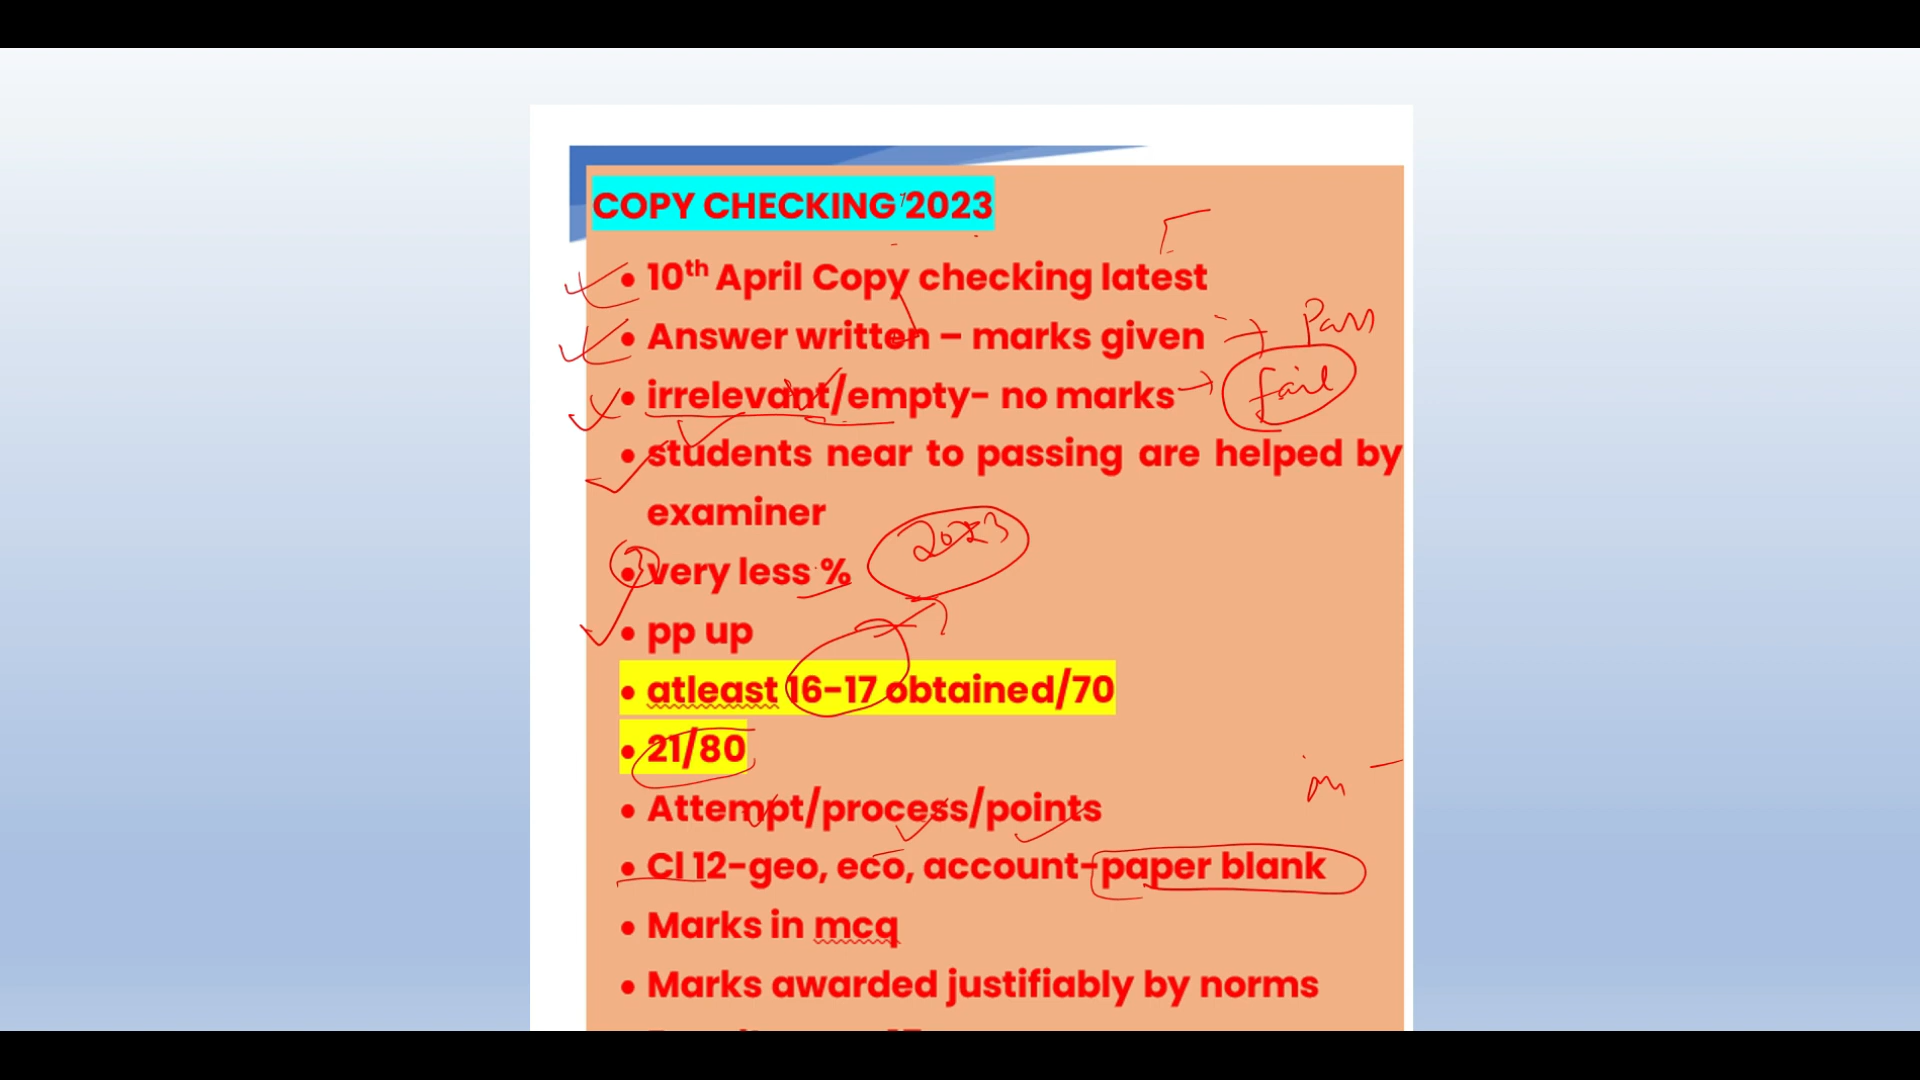 COPY CHECKING 2023
• 10th April Copy checking latest
• Answer written – marks given → Pass
• irrelevant/empty- no marks → fail
• students near to passing are helped by
examiner
2023
• very less %
• pp up
• atleast 16-17 obtained/70
• 21/80
• Attempt/process/points
• Cl 12-geo, eco, account-paper blank
• Marks in mcq
• Marks awarded justifiably by norms